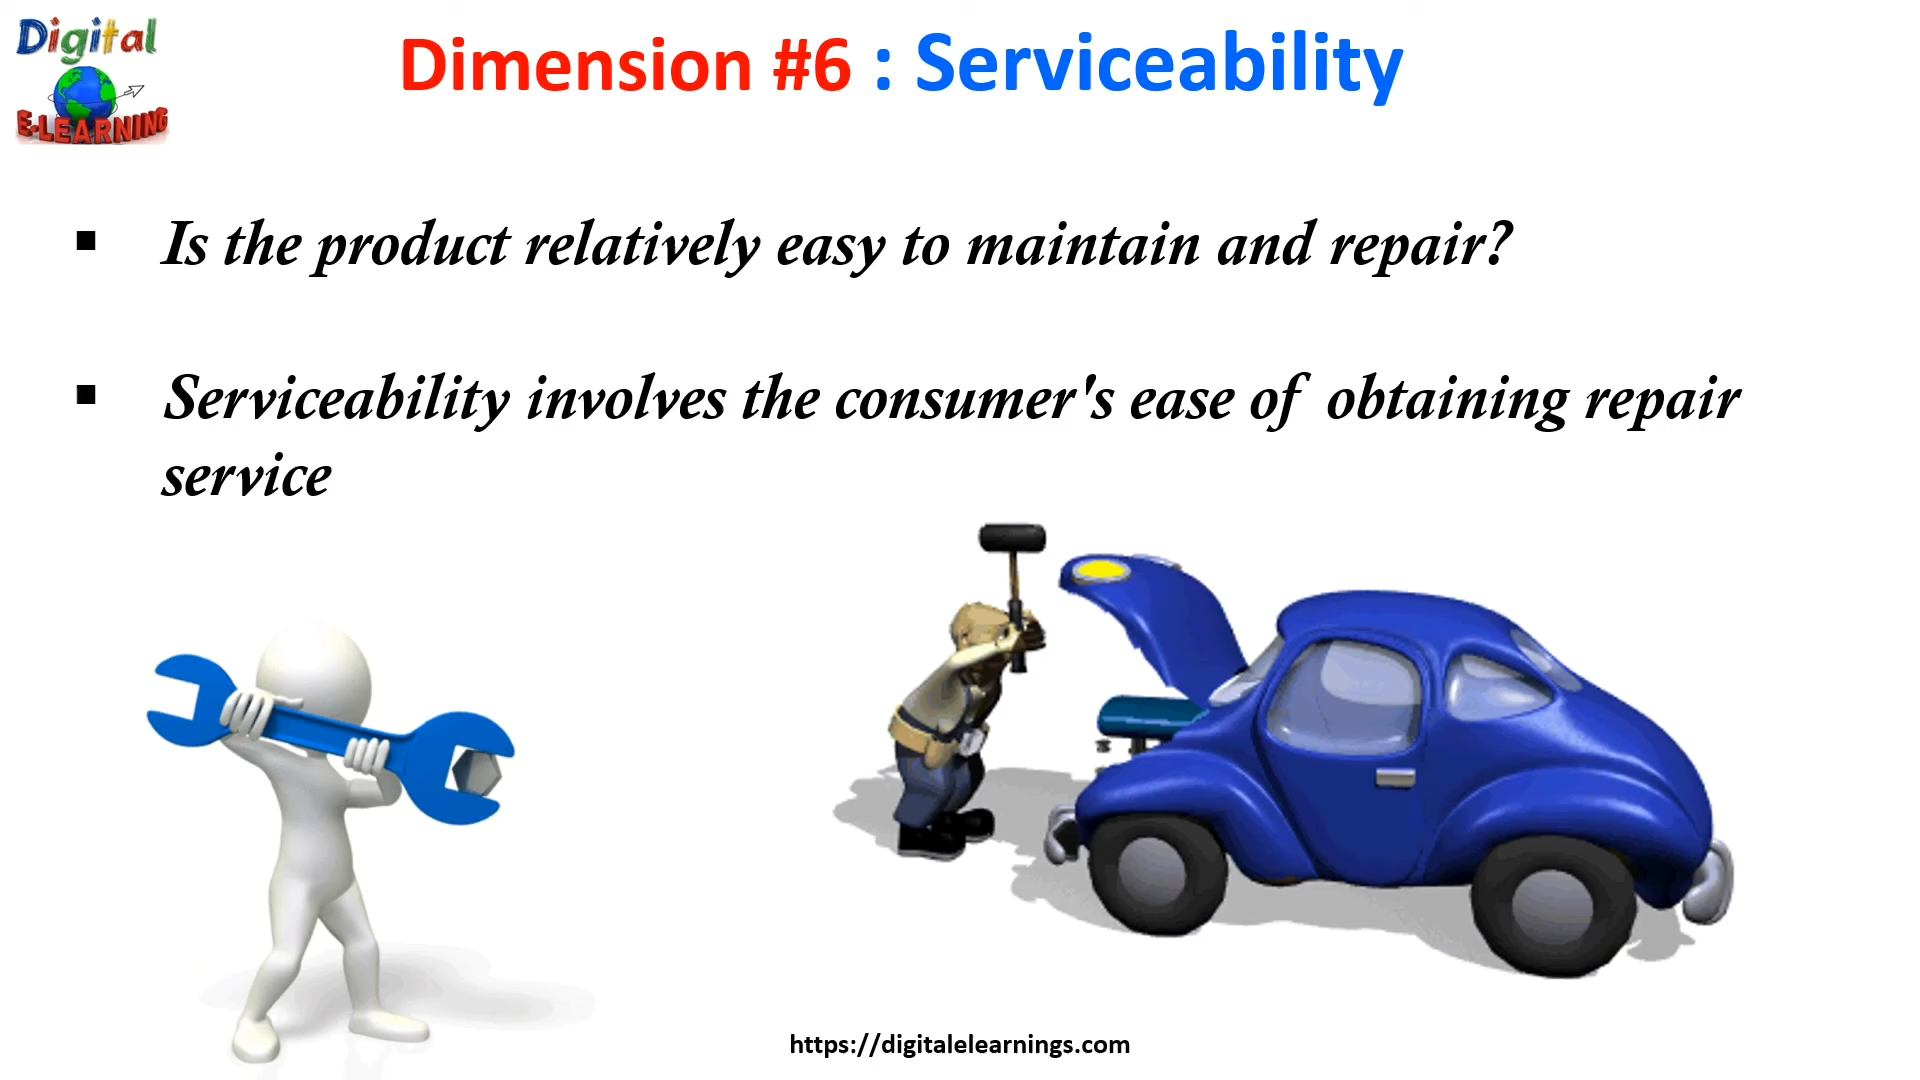 Digital
E-LEARNING
Dimension #6 : Serviceability
▪ Is the product relatively easy to maintain and repair?
▪ Serviceability involves the consumer's ease of obtaining repair
service
https://digitalelearnings.com